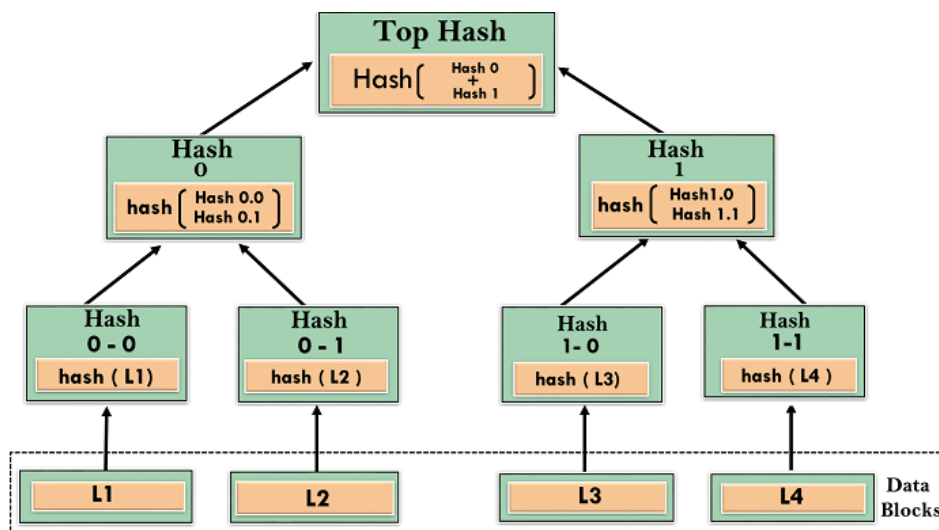 Top Hash
Hash ( Hash 0
+
Hash 1 )
Hash
0
hash ( Hash 0.0
Hash 0.1 )
Hash
1
hash ( Hash1.0
Hash 1.1 )
Hash
0 - 0
hash ( L1)
Hash
0 - 1
hash ( L2 )
Hash
1- 0
hash ( L3)
Hash
1-1
hash ( L4 )
L1
L2
L3
L4
Data
Blocks